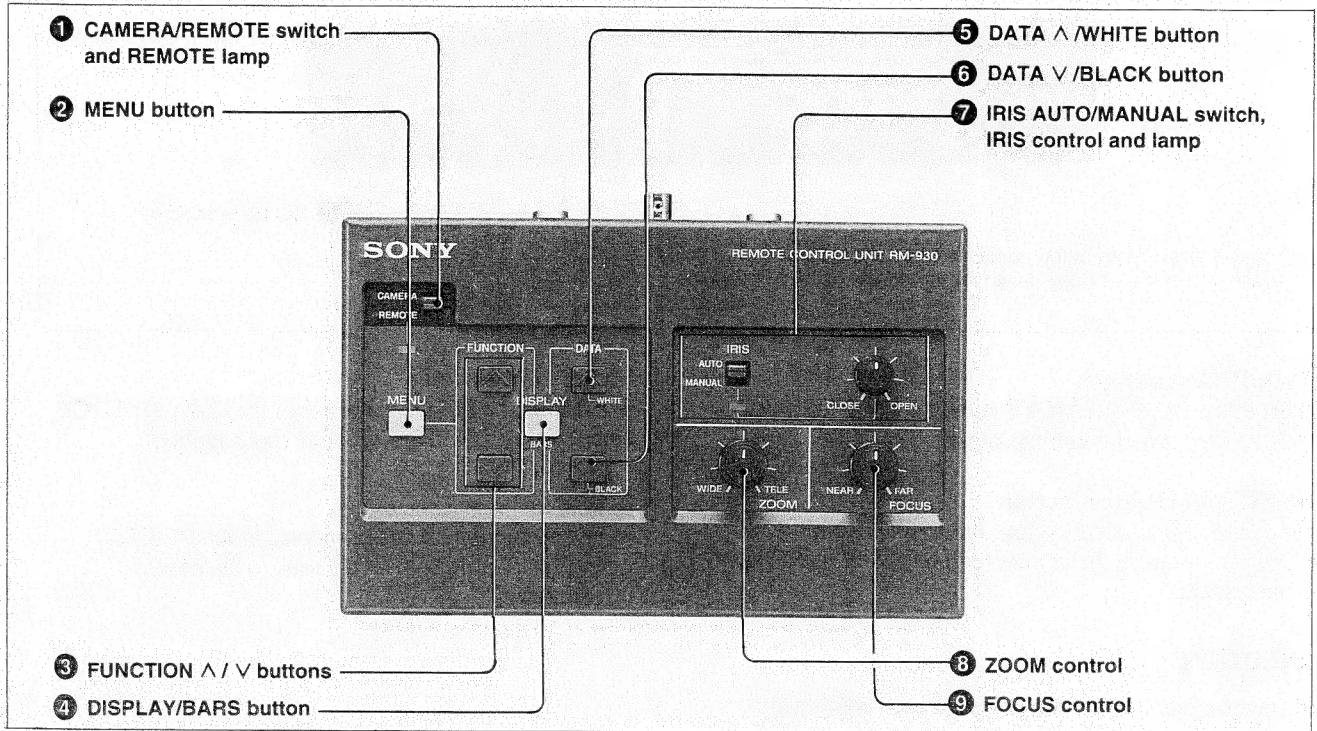 1 CAMERA/REMOTE switch
and REMOTE lamp
2 MENU button
5 DATA ∧ /WHITE button
6 DATA ∨ /BLACK button
7 IRIS AUTO/MANUAL switch,
IRIS control and lamp
SONY
REMOTE CONTROL UNIT RM-930
CAMERA
REMOTE
FUNCTION
DATA
MENU
DISPLAY
WHITE
BARS
BLACK
IRIS
AUTO
MANUAL
CLOSE OPEN
WIDE TELE
ZOOM
NEAR FAR
FOCUS
3 FUNCTION ∧ / ∨ buttons
4 DISPLAY/BARS button
8 ZOOM control
9 FOCUS control